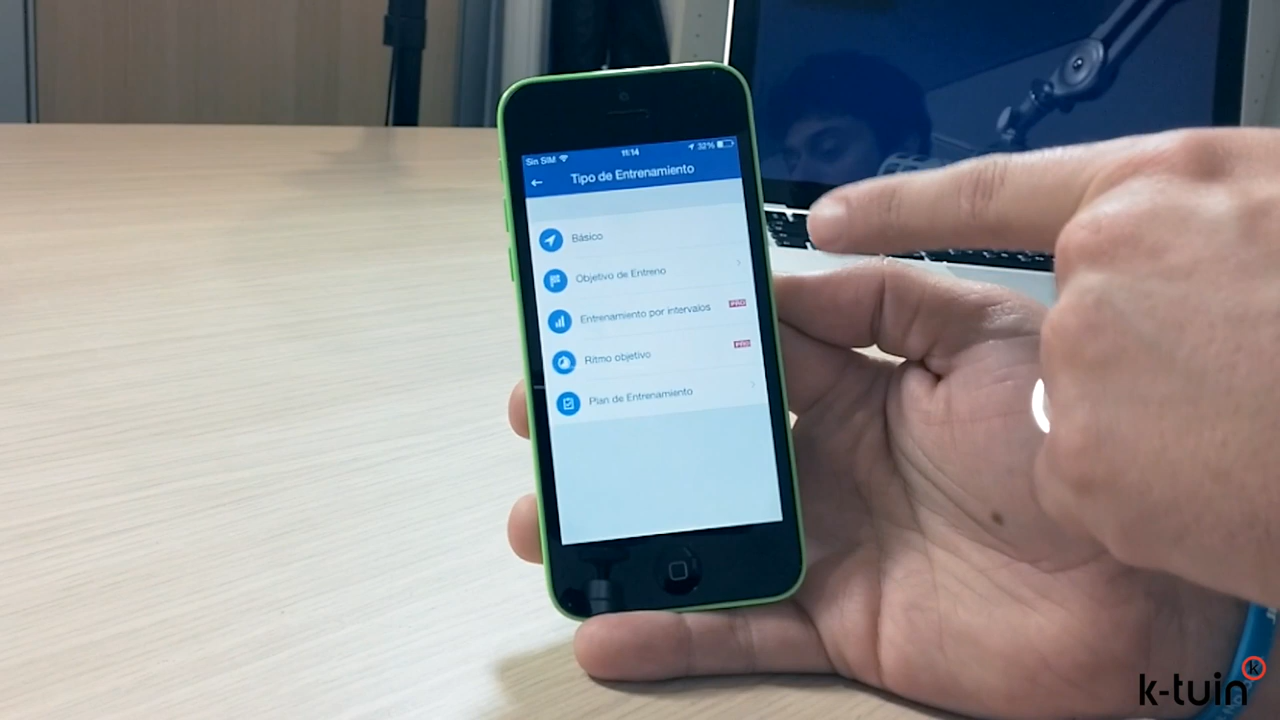 Sin SIM 11:14 32%
Tipo de Entrenamiento
Básico
Objetivo de Entreno
Entrenamiento por intervalos PRO
Ritmo objetivo PRO
Plan de Entrenamiento
k-tuin k